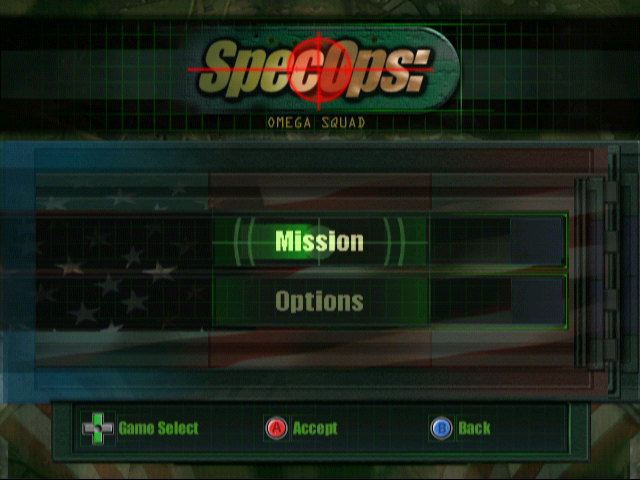 SpecOps:
OMEGA SQUAD
Mission
Options
Game Select
A Accept
B Back